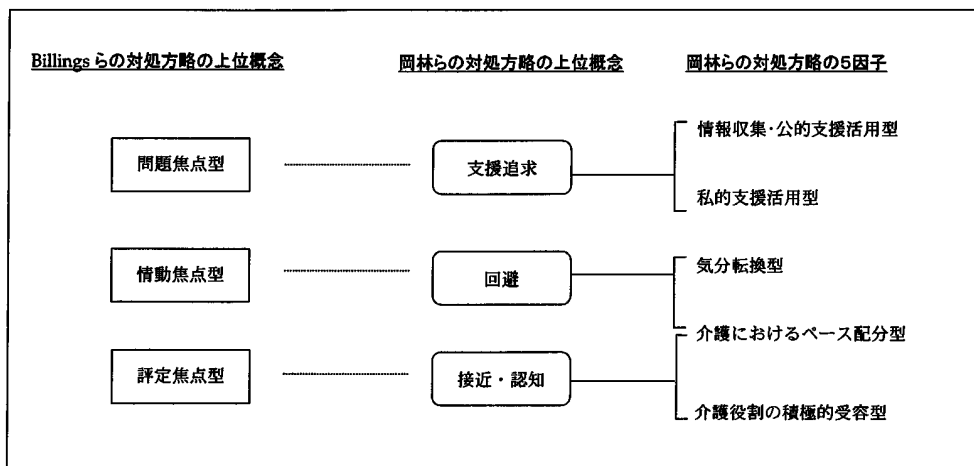 Billingsらの対処方略の上位概念
岡林らの対処方略の上位概念
岡林らの対処方略の5因子
問題焦点型
支援追求
情報収集・公的支援活用型
私的支援活用型
情動焦点型
回避
気分転換型
介護におけるペース配分型
評定焦点型
接近・認知
介護役割の積極的受容型